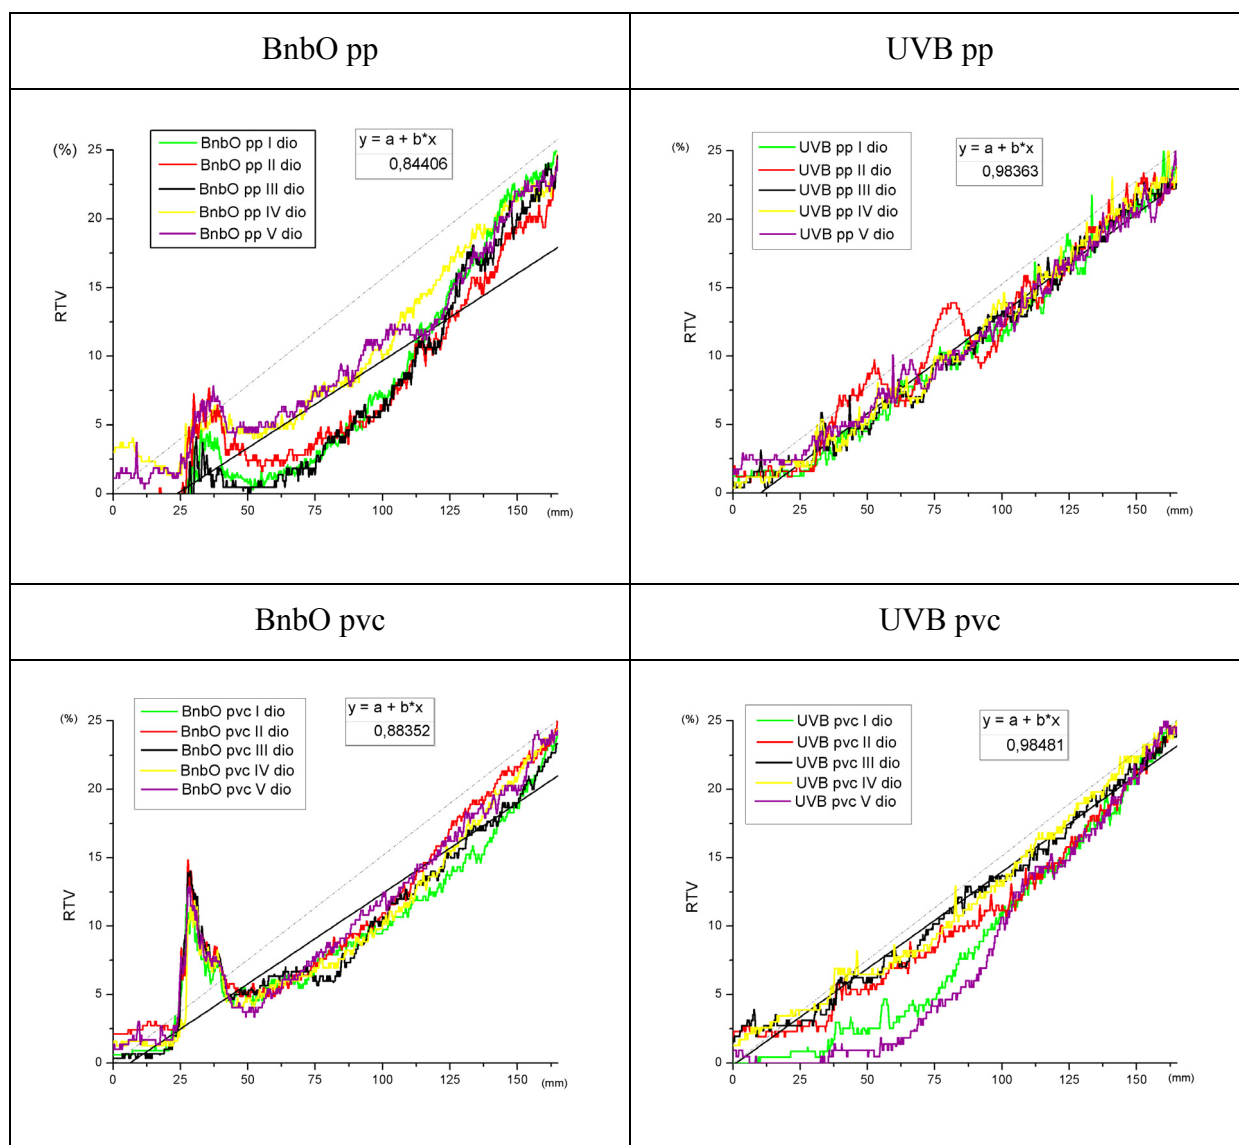 BnbO pp
UVB pp
(%)
BnbO pp I dio
BnbO pp II dio
BnbO pp III dio
BnbO pp IV dio
BnbO pp V dio
y = a + b*x
0,84406
RTV
25
20
15
10
5
0
0 25 50 75 100 125 150 (mm)
(%)
UVB pp I dio
UVB pp II dio
UVB pp III dio
UVB pp IV dio
UVB pp V dio
y = a + b*x
0,98363
RTV
25
20
15
10
5
0
0 25 50 75 100 125 150 (mm)
BnbO pvc
UVB pvc
(%)
BnbO pvc I dio
BnbO pvc II dio
BnbO pvc III dio
BnbO pvc IV dio
BnbO pvc V dio
y = a + b*x
0,88352
RTV
25
20
15
10
5
0
0 25 50 75 100 125 150 (mm)
(%)
UVB pvc I dio
UVB pvc II dio
UVB pvc III dio
UVB pvc IV dio
UVB pvc V dio
y = a + b*x
0,98481
RTV
25
20
15
10
5
0
0 25 50 75 100 125 150 (mm)